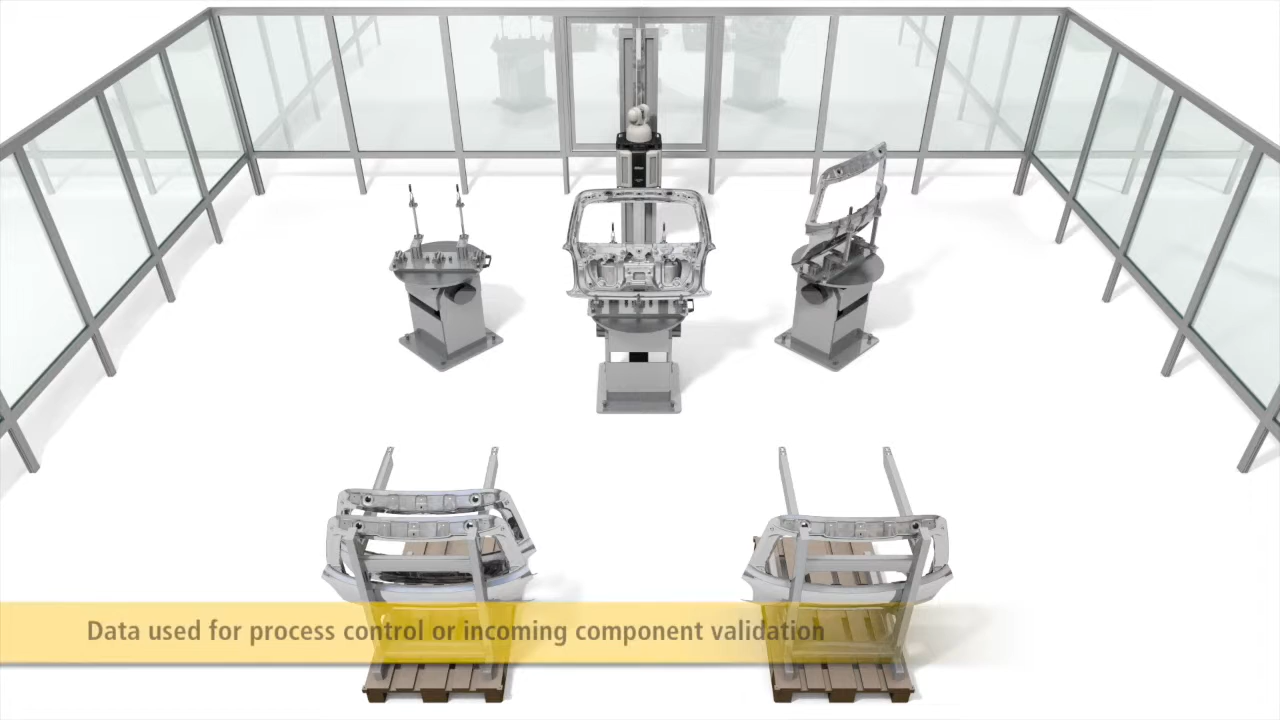 Data used for process control or incoming component validation